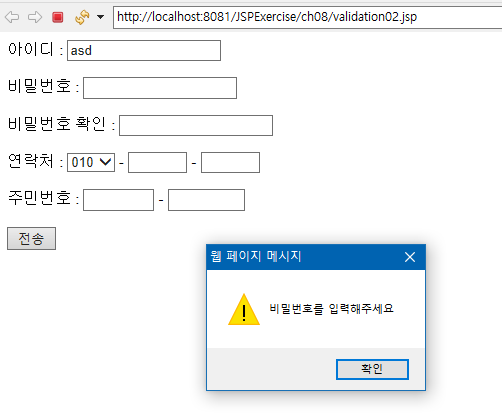 http://localhost:8081/JSPExercise/ch08/validation02.jsp
아이디 : asd
비밀번호 :
비밀번호 확인 :
연락처 : 010 - -
주민번호 : -
전송
웹 페이지 메시지
비밀번호를 입력해주세요
확인